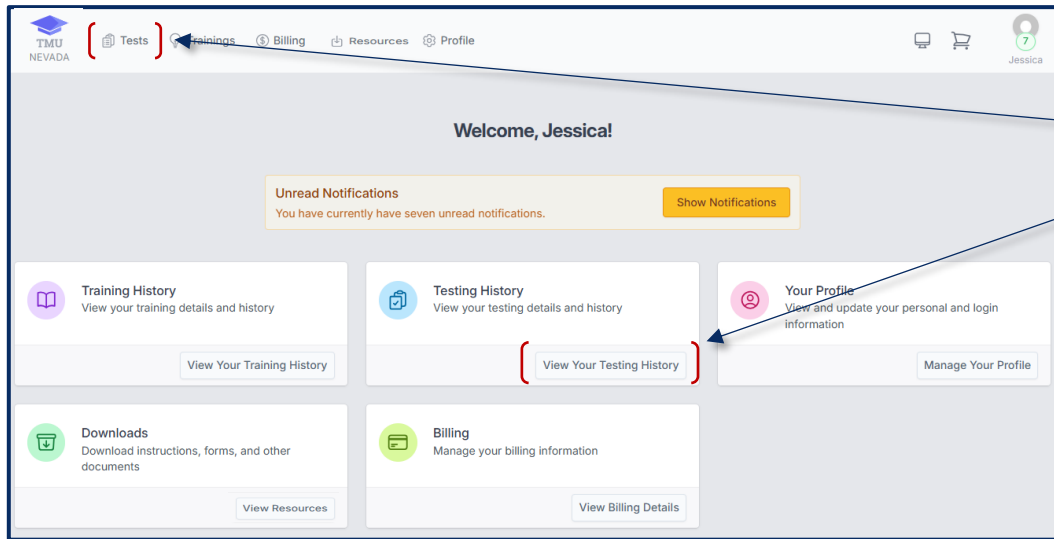 TMU
NEVADA
Tests
Trainings
Billing
Resources
Profile
7
Jessica
Welcome, Jessica!
Unread Notifications
You have currently have seven unread notifications.
Show Notifications
Training History
View your training details and history
View Your Training History
Testing History
View your testing details and history
View Your Testing History
Your Profile
View and update your personal and login
information
Manage Your Profile
Downloads
Download instructions, forms, and other
documents
View Resources
Billing
Manage your billing information
View Billing Details